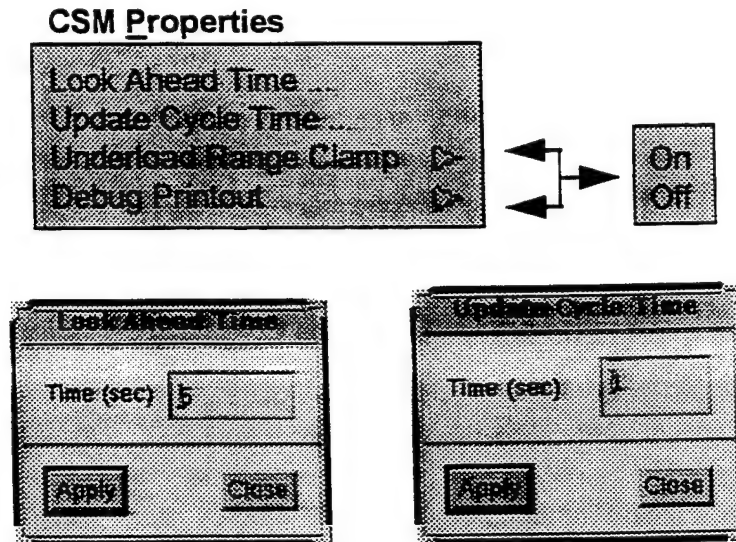 CSM Properties
Look Ahead Time ...
Update Cycle Time ...
Underload Range Clamp
Debug Printout
On
Off
Look Ahead Time
Time (sec) 5
Apply Close
Update Cycle Time
Time (sec) 1
Apply Close